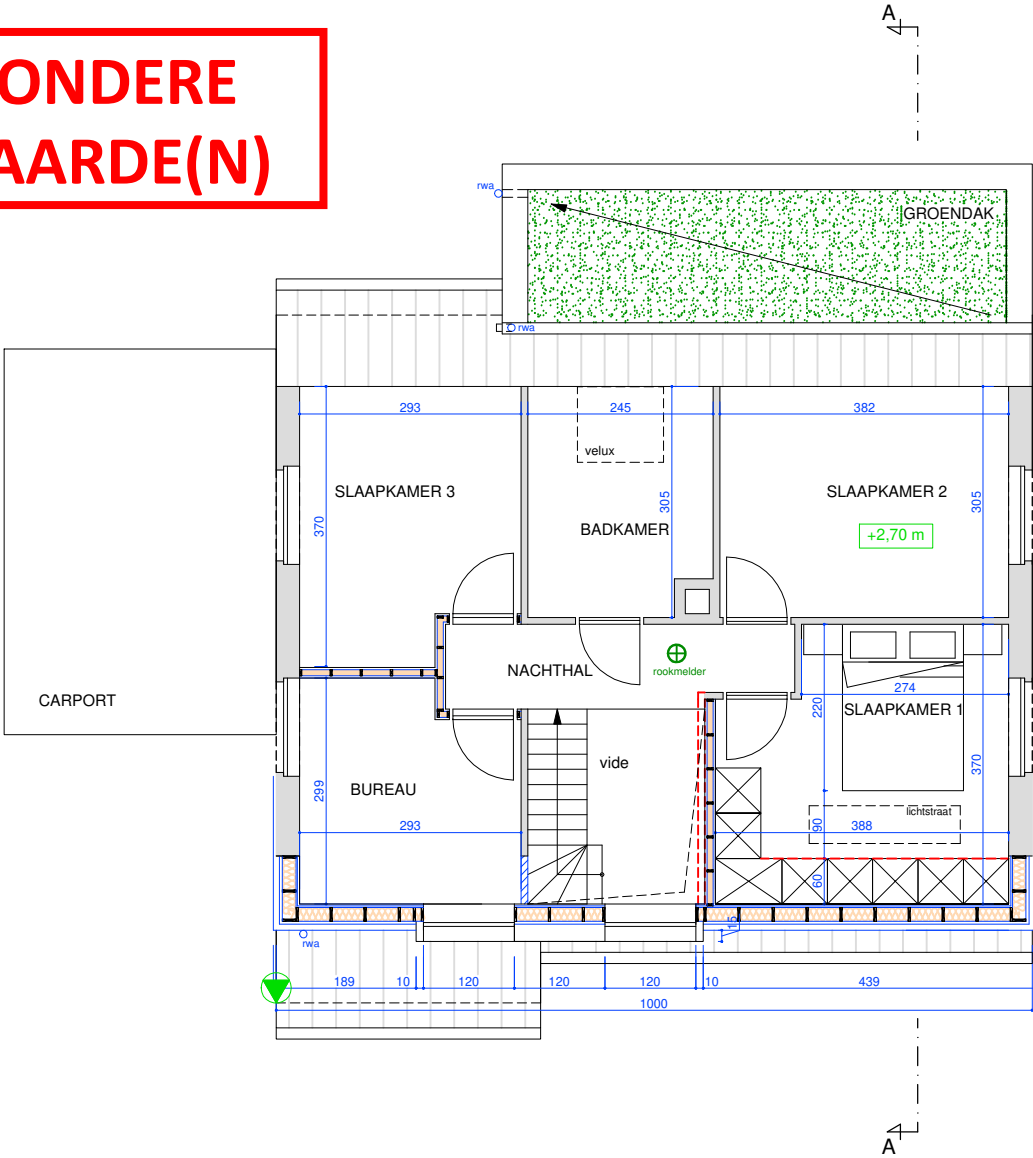 A
ONDERE
AARDE(N)
rwa
GROENDAK
rwa
293
245
382
velux
SLAAPKAMER 3
SLAAPKAMER 2
370
305
305
BADKAMER
+2,70 m
NACHTHAL
rookmelder
CARPORT
274
220
SLAAPKAMER 1
vide
370
299
BUREAU
lichtstraat
293
90
388
60
15
rwa
189
10
120
120
120
10
439
1000
A